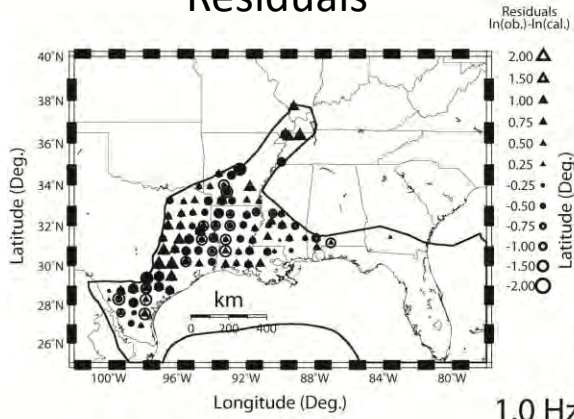 Residuals
Residuals
ln(ob.)-ln(cal.)
2.00
1.50
1.00
0.75
0.50
0.25
-0.25
-0.50
-0.75
-1.00
-1.50
-2.00
Latitude (Deg.)
Latitude (Deg.)
40°N
38°N
36°N
34°N
32°N
30°N
28°N
26°N
km
0 200 400
100°W 96°W 92°W 88°W 84°W 80°W
Longitude (Deg.)
1.0 Hz